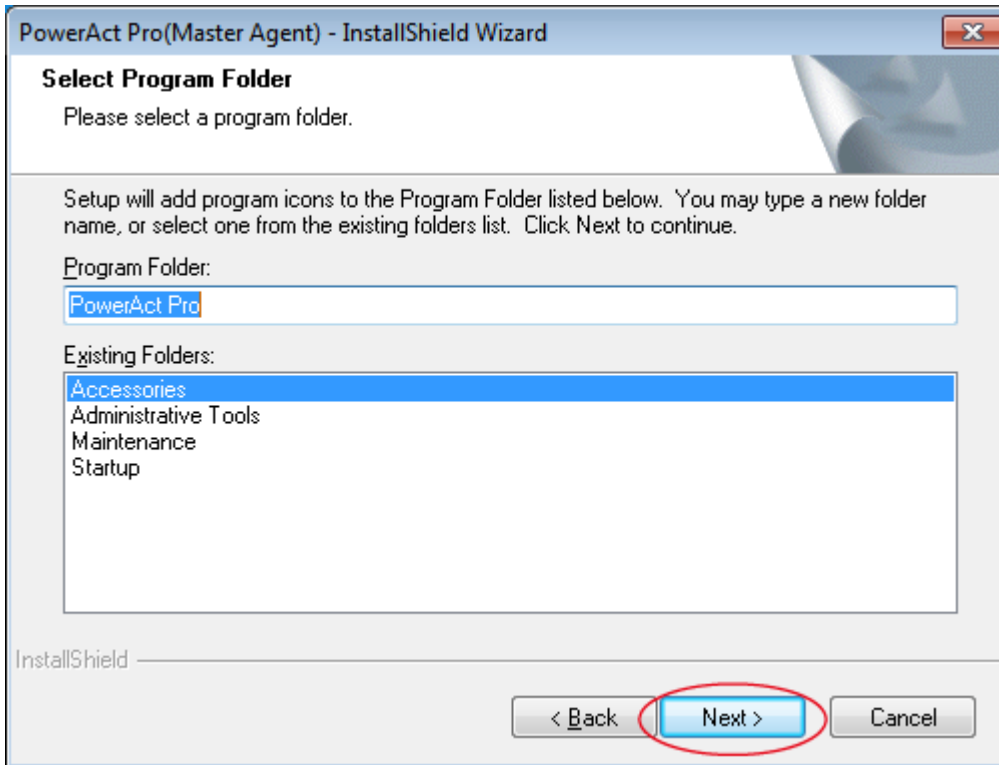 PowerAct Pro(Master Agent) - InstallShield Wizard
Select Program Folder
Please select a program folder.
Setup will add program icons to the Program Folder listed below.  You may type a new folder
name, or select one from the existing folders list.  Click Next to continue.
Program Folder:
PowerAct Pro
Existing Folders:
Accessories
Administrative Tools
Maintenance
Startup
InstallShield
< Back
Next >
Cancel